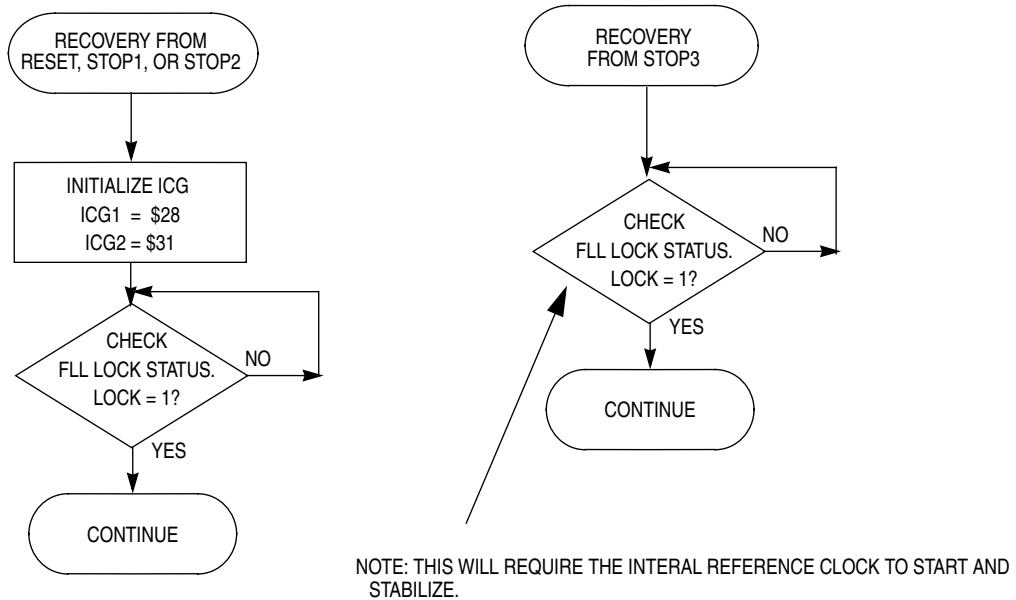 RECOVERY FROM
RESET, STOP1, OR STOP2
INITIALIZE ICG
ICG1 = $28
ICG2 = $31
CHECK
FLL LOCK STATUS.
LOCK = 1?
NO
YES
CONTINUE
RECOVERY
FROM STOP3
CHECK
FLL LOCK STATUS.
LOCK = 1?
NO
YES
CONTINUE
NOTE: THIS WILL REQUIRE THE INTERAL REFERENCE CLOCK TO START AND
STABILIZE.